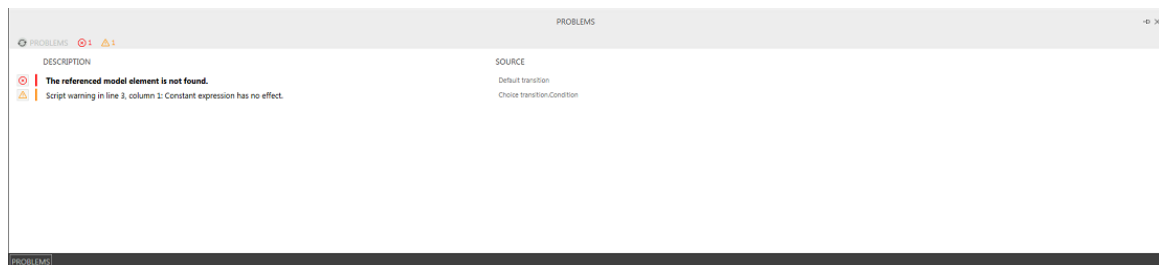 PROBLEMS
PROBLEMS 1 1
DESCRIPTION SOURCE
The referenced model element is not found. Default transition
Script warning in line 3, column 1: Constant expression has no effect. Choice transition.Condition
PROBLEMS